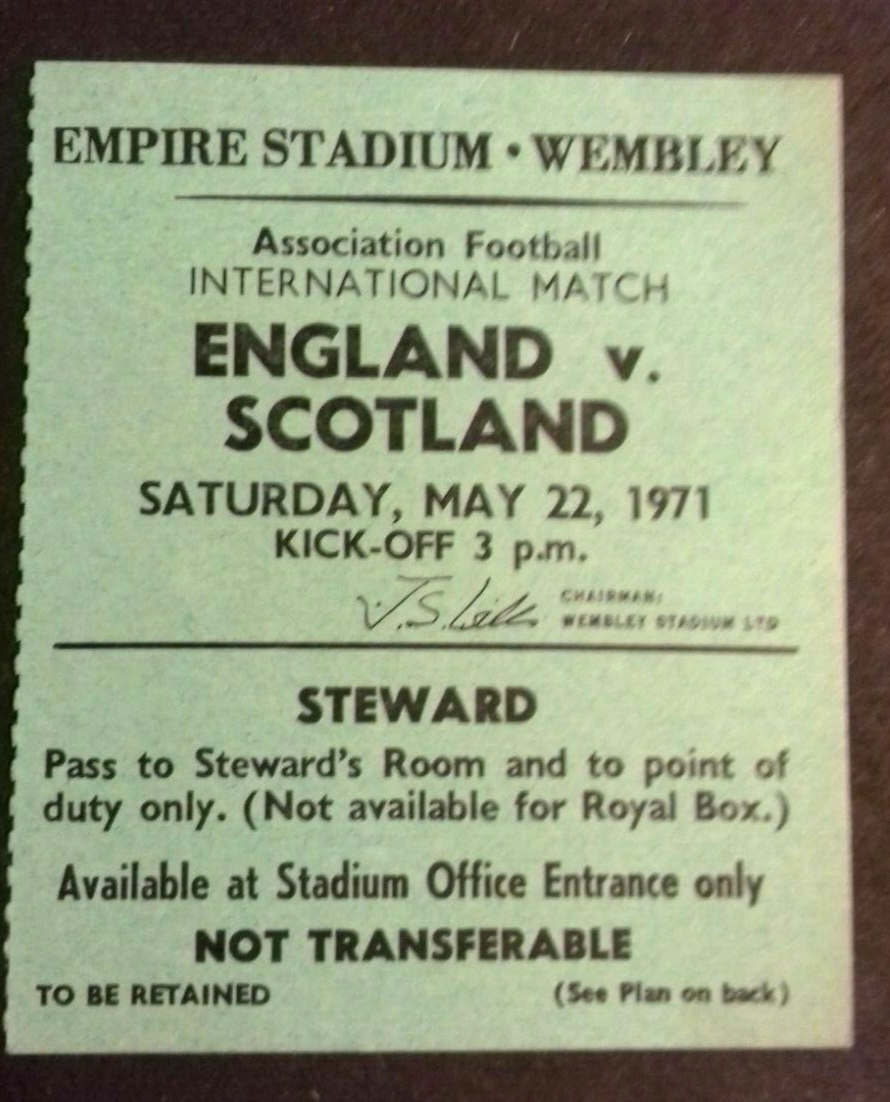 EMPIRE STADIUM • WEMBLEY
Association Football
INTERNATIONAL MATCH
ENGLAND v.
SCOTLAND
SATURDAY, MAY 22, 1971
KICK-OFF 3 p.m.
CHAIRMAN:
WEMBLEY STADIUM LTD
STEWARD
Pass to Steward's Room and to point of
duty only. (Not available for Royal Box.)
Available at Stadium Office Entrance only
NOT TRANSFERABLE
TO BE RETAINED (See Plan on back)